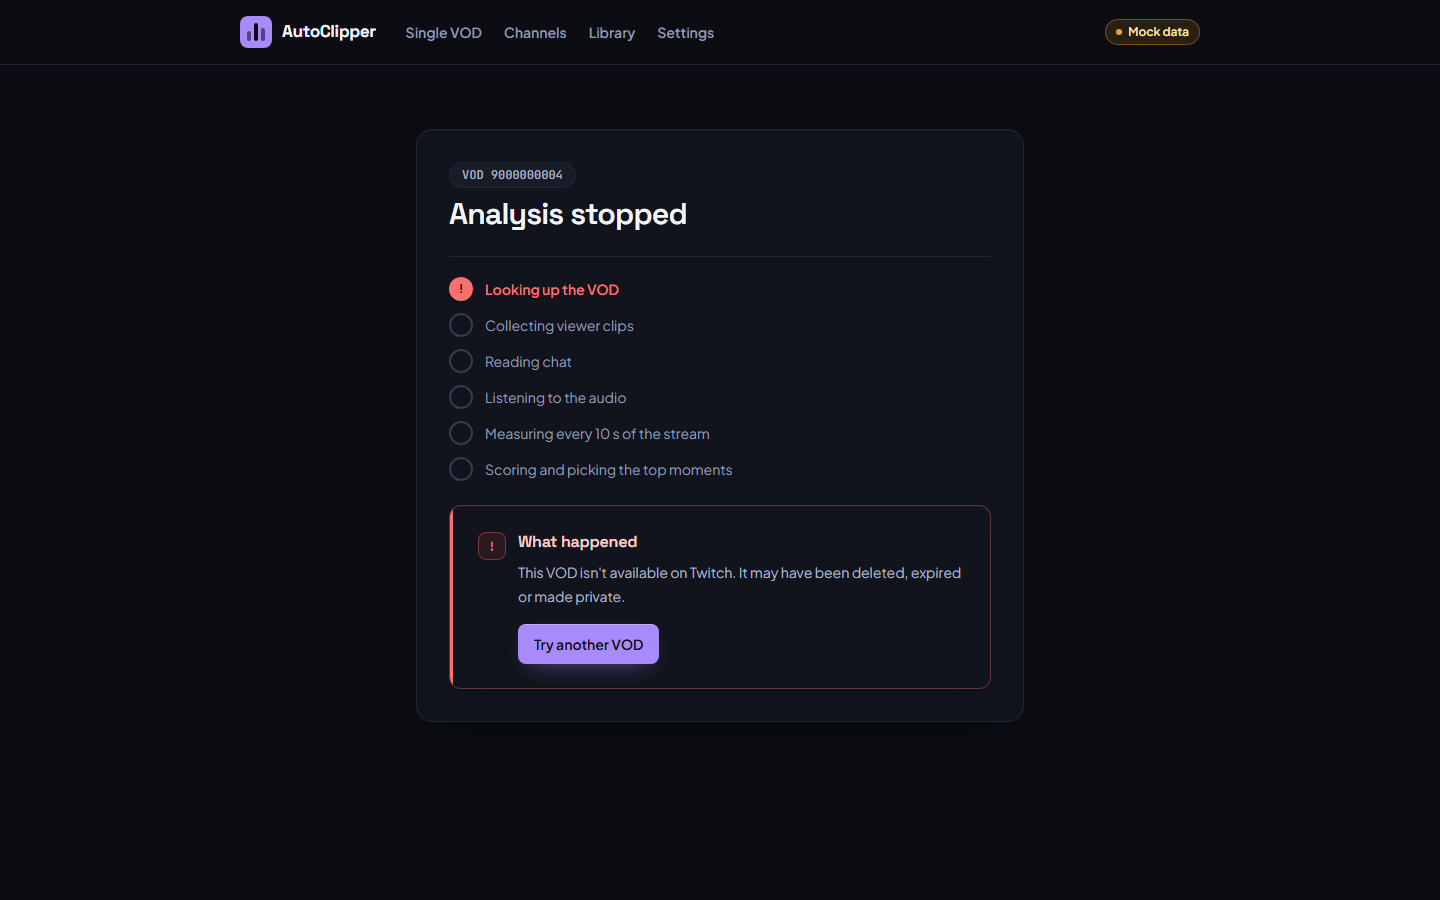 AutoClipper
Single VOD
Channels
Library
Settings
Mock data
VOD 9000000004
Analysis stopped
! Looking up the VOD
Collecting viewer clips
Reading chat
Listening to the audio
Measuring every 10 s of the stream
Scoring and picking the top moments
! What happened
This VOD isn't available on Twitch. It may have been deleted, expired
or made private.
Try another VOD